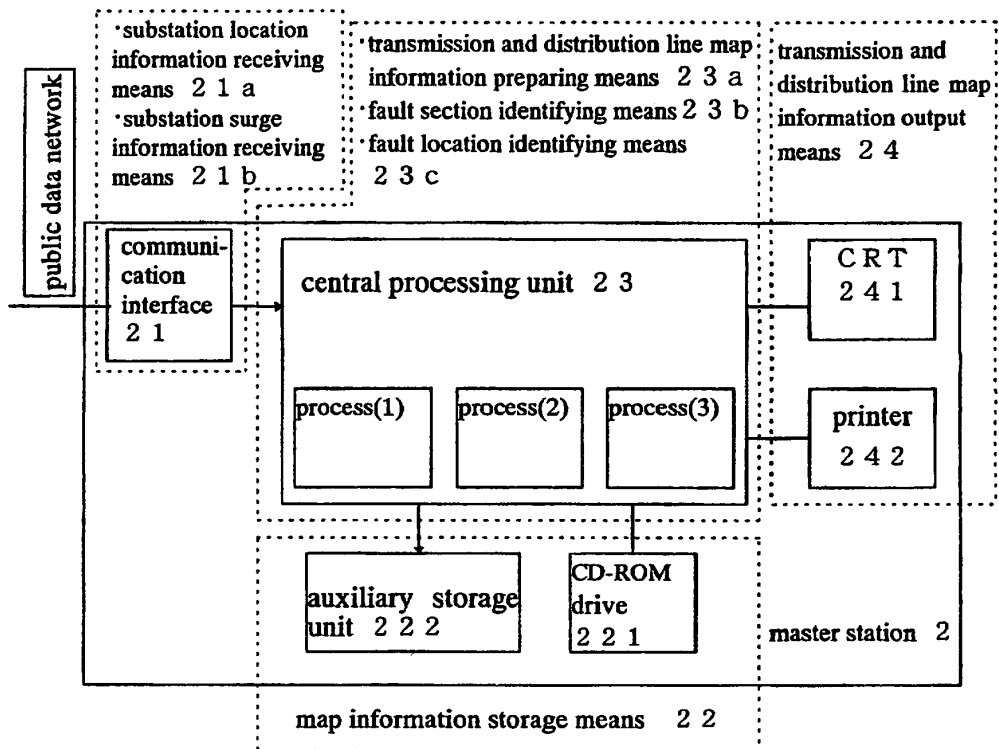 public data network
·substation location
information receiving
means 2 1 a
·substation surge
information receiving
means 2 1 b
·transmission and distribution line map
information preparing means 2 3 a
·fault section identifying means 2 3 b
·fault location identifying means
2 3 c
transmission and
distribution line map
information output
means 2 4
communi-
cation
interface
2 1
central processing unit 2 3
process(1)
process(2)
process(3)
C R T
2 4 1
printer
2 4 2
auxiliary storage
unit 2 2 2
CD-ROM
drive
2 2 1
master station 2
map information storage means 2 2